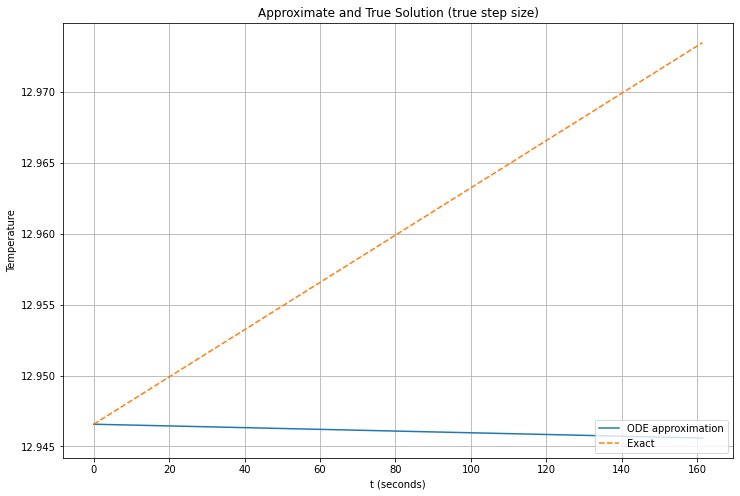 Approximate and True Solution (true step size)
Temperature
12.970
12.965
12.960
12.955
12.950
12.945
0 20 40 60 80 100 120 140 160
t (seconds)
ODE approximation
Exact